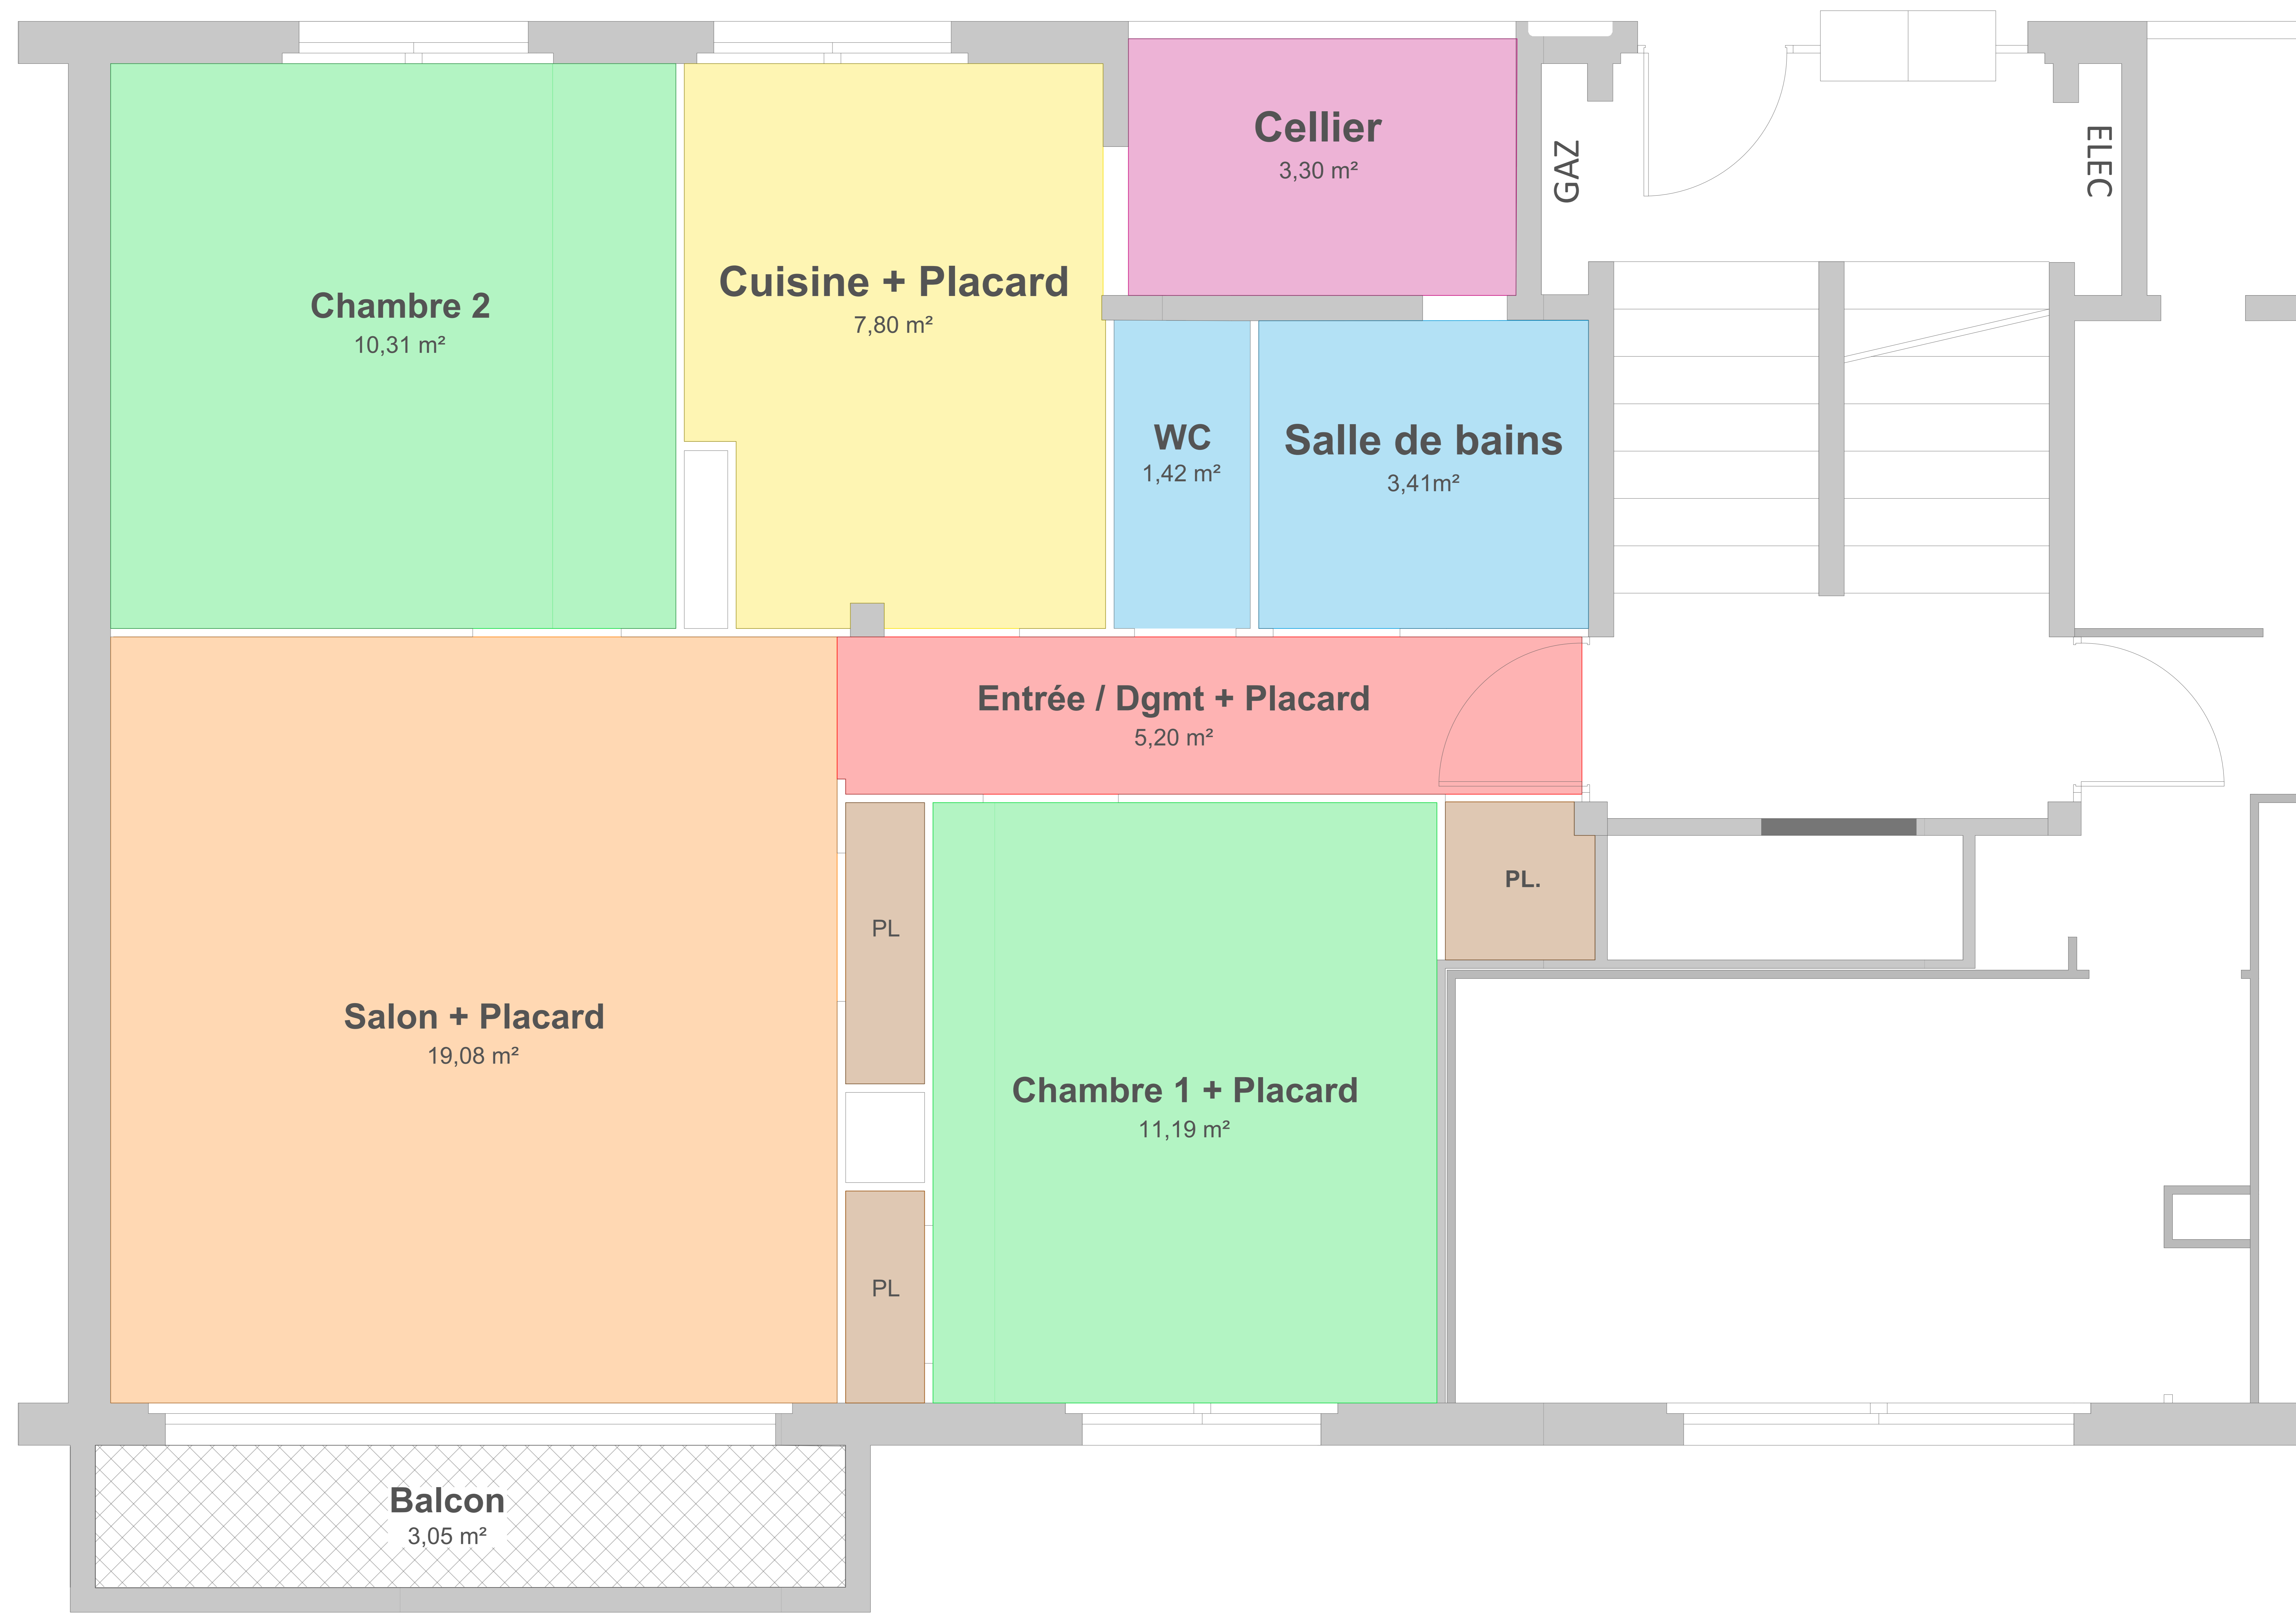 Cellier
3,30 m²
GAZ
ELEC
Chambre 2
10,31 m²
Cuisine + Placard
7,80 m²
WC
1,42 m²
Salle de bains
3,41m²
Entrée / Dgmt + Placard
5,20 m²
PL.
PL
Salon + Placard
19,08 m²
Chambre 1 + Placard
11,19 m²
PL
Balcon
3,05 m²